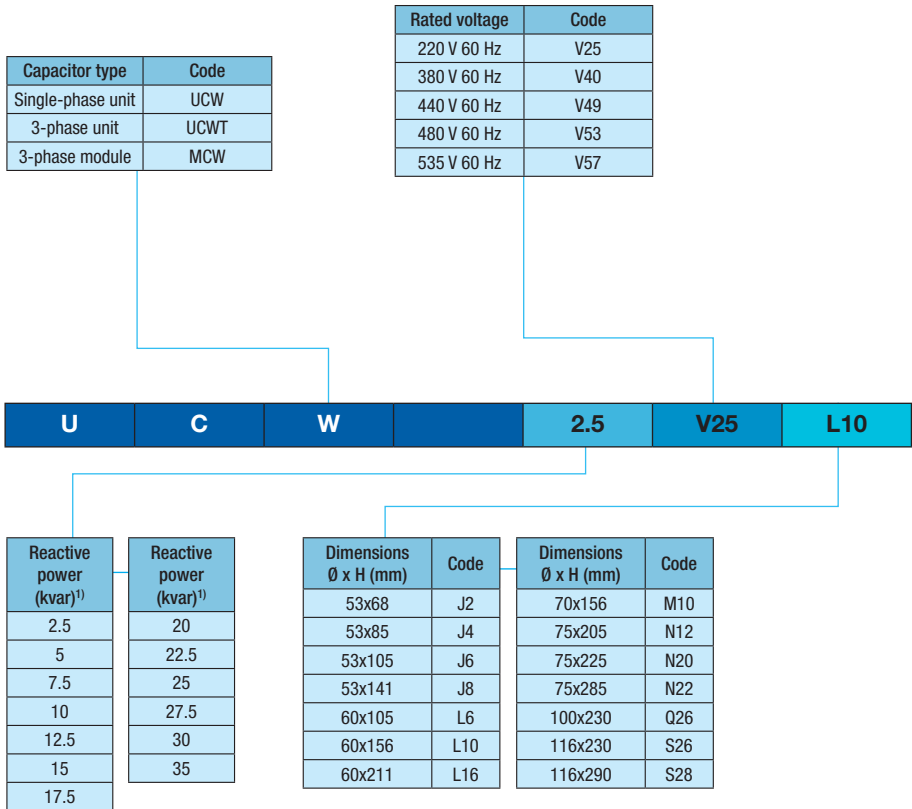 Rated voltage Code
220 V 60 Hz V25
380 V 60 Hz V40
440 V 60 Hz V49
480 V 60 Hz V53
535 V 60 Hz V57
Capacitor type Code
Single-phase unit UCW
3-phase unit UCWT
3-phase module MCW
U C W 2.5 V25 L10
Reactive
power
(kvar)1)
2.5
5
7.5
10
12.5
15
17.5
Reactive
power
(kvar)1)
20
22.5
25
27.5
30
35
Dimensions
Ø x H (mm) Code
53x68 J2
53x85 J4
53x105 J6
53x141 J8
60x105 L6
60x156 L10
60x211 L16
Dimensions
Ø x H (mm) Code
70x156 M10
75x205 N12
75x225 N20
75x285 N22
100x230 Q26
116x230 S26
116x290 S28